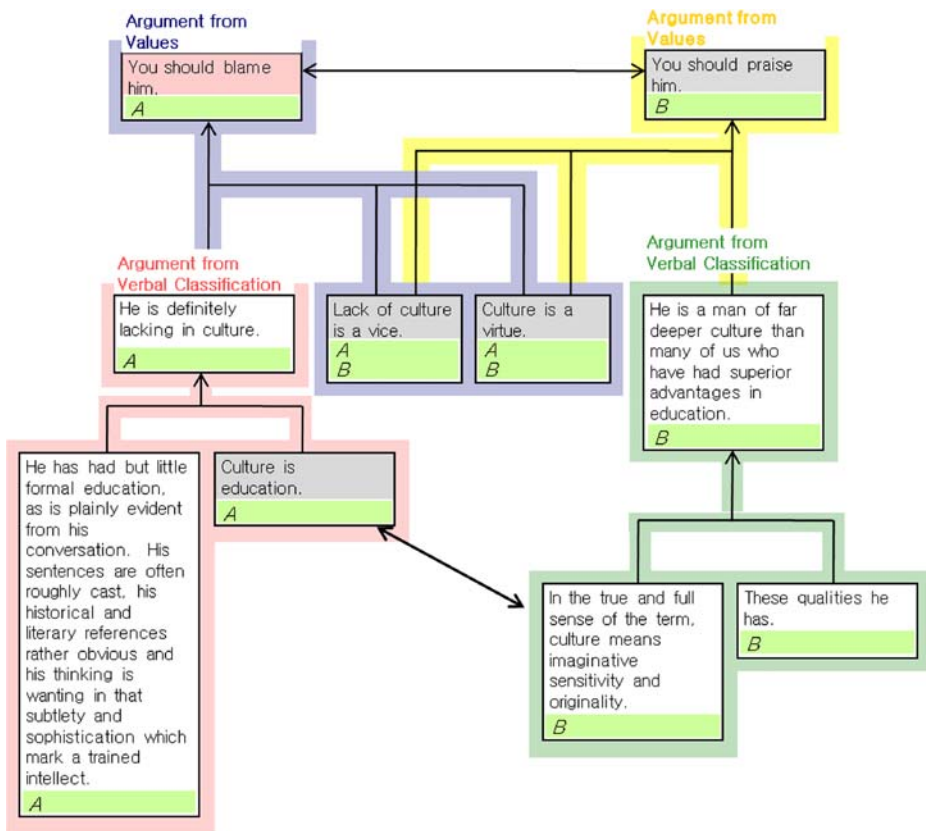 Argument from
Values
You should blame
him.
A
Argument from
Values
You should praise
him.
B
Argument from
Verbal Classification
He is definitely
lacking in culture.
A
Lack of culture
is a vice.
A
B
Culture is a
virtue.
A
B
Argument from
Verbal Classification
He is a man of far
deeper culture than
many of us who
have had superior
advantages in
education.
B
He has had but little
formal education,
as is plainly evident
from his
conversation. His
sentences are often
roughly cast, his
historical and
literary references
rather obvious and
his thinking is
wanting in that
subtlety and
sophistication which
mark a trained
intellect.
A
Culture is
education.
A
In the true and full
sense of the term,
culture means
imaginative
sensitivity and
originality.
B
These qualities he
has.
B